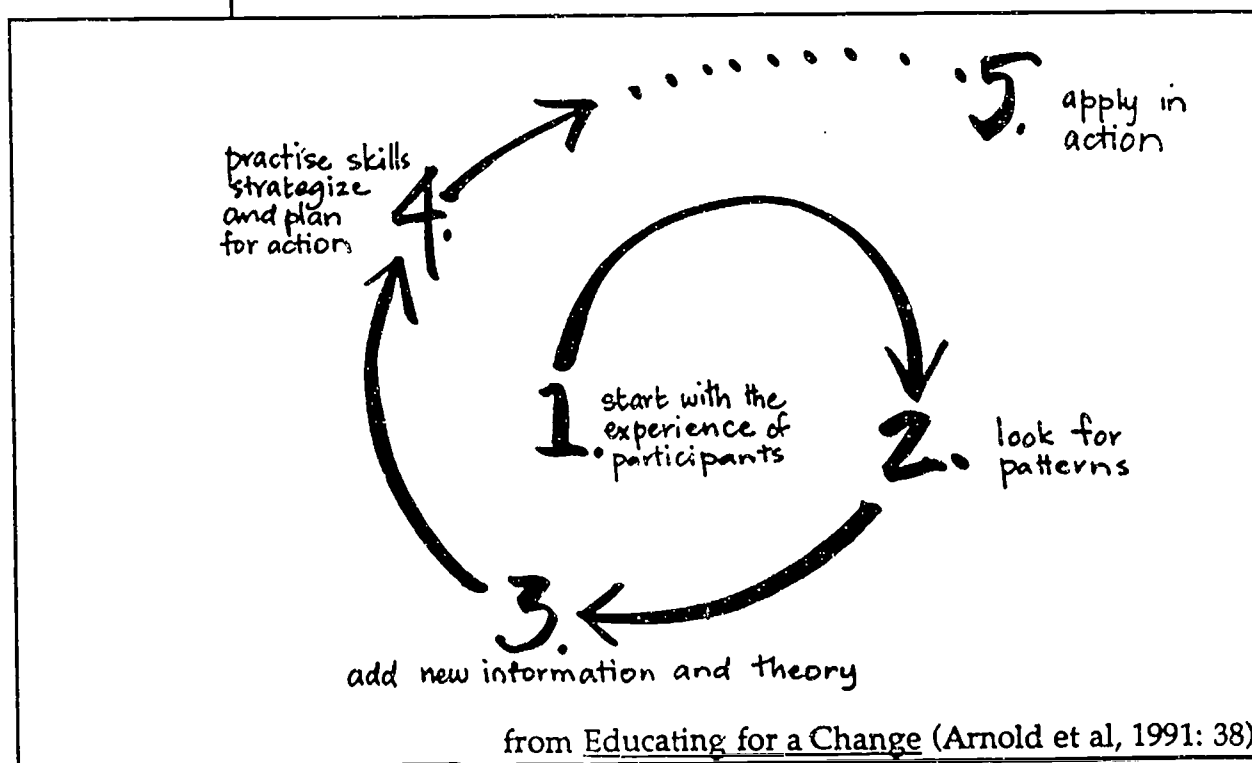 1. start with the
experience of
participants
2. look for
patterns
3.
add new information and theory
4.
practise skills
strategize
and plan
for action
5. apply in
action
from Educating for a Change (Arnold et al, 1991: 38)